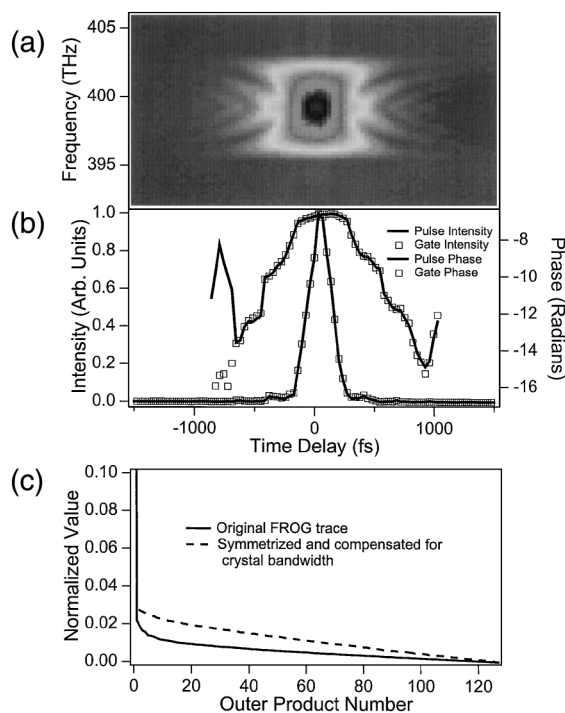 (a)
405
400
395
Frequency (THz)
(b)
1.0
0.8
0.6
0.4
0.2
0.0
Intensity (Arb. Units)
Pulse Intensity
Gate Intensity
Pulse Phase
Gate Phase
-8
-10
-12
-14
-16
Phase (Radians)
-1000 0 1000
Time Delay (fs)
(c)
0.10
0.08
0.06
0.04
0.02
0.00
Normalized Value
Original FROG trace
Symmetrized and compensated for
crystal bandwidth
0 20 40 60 80 100 120
Outer Product Number